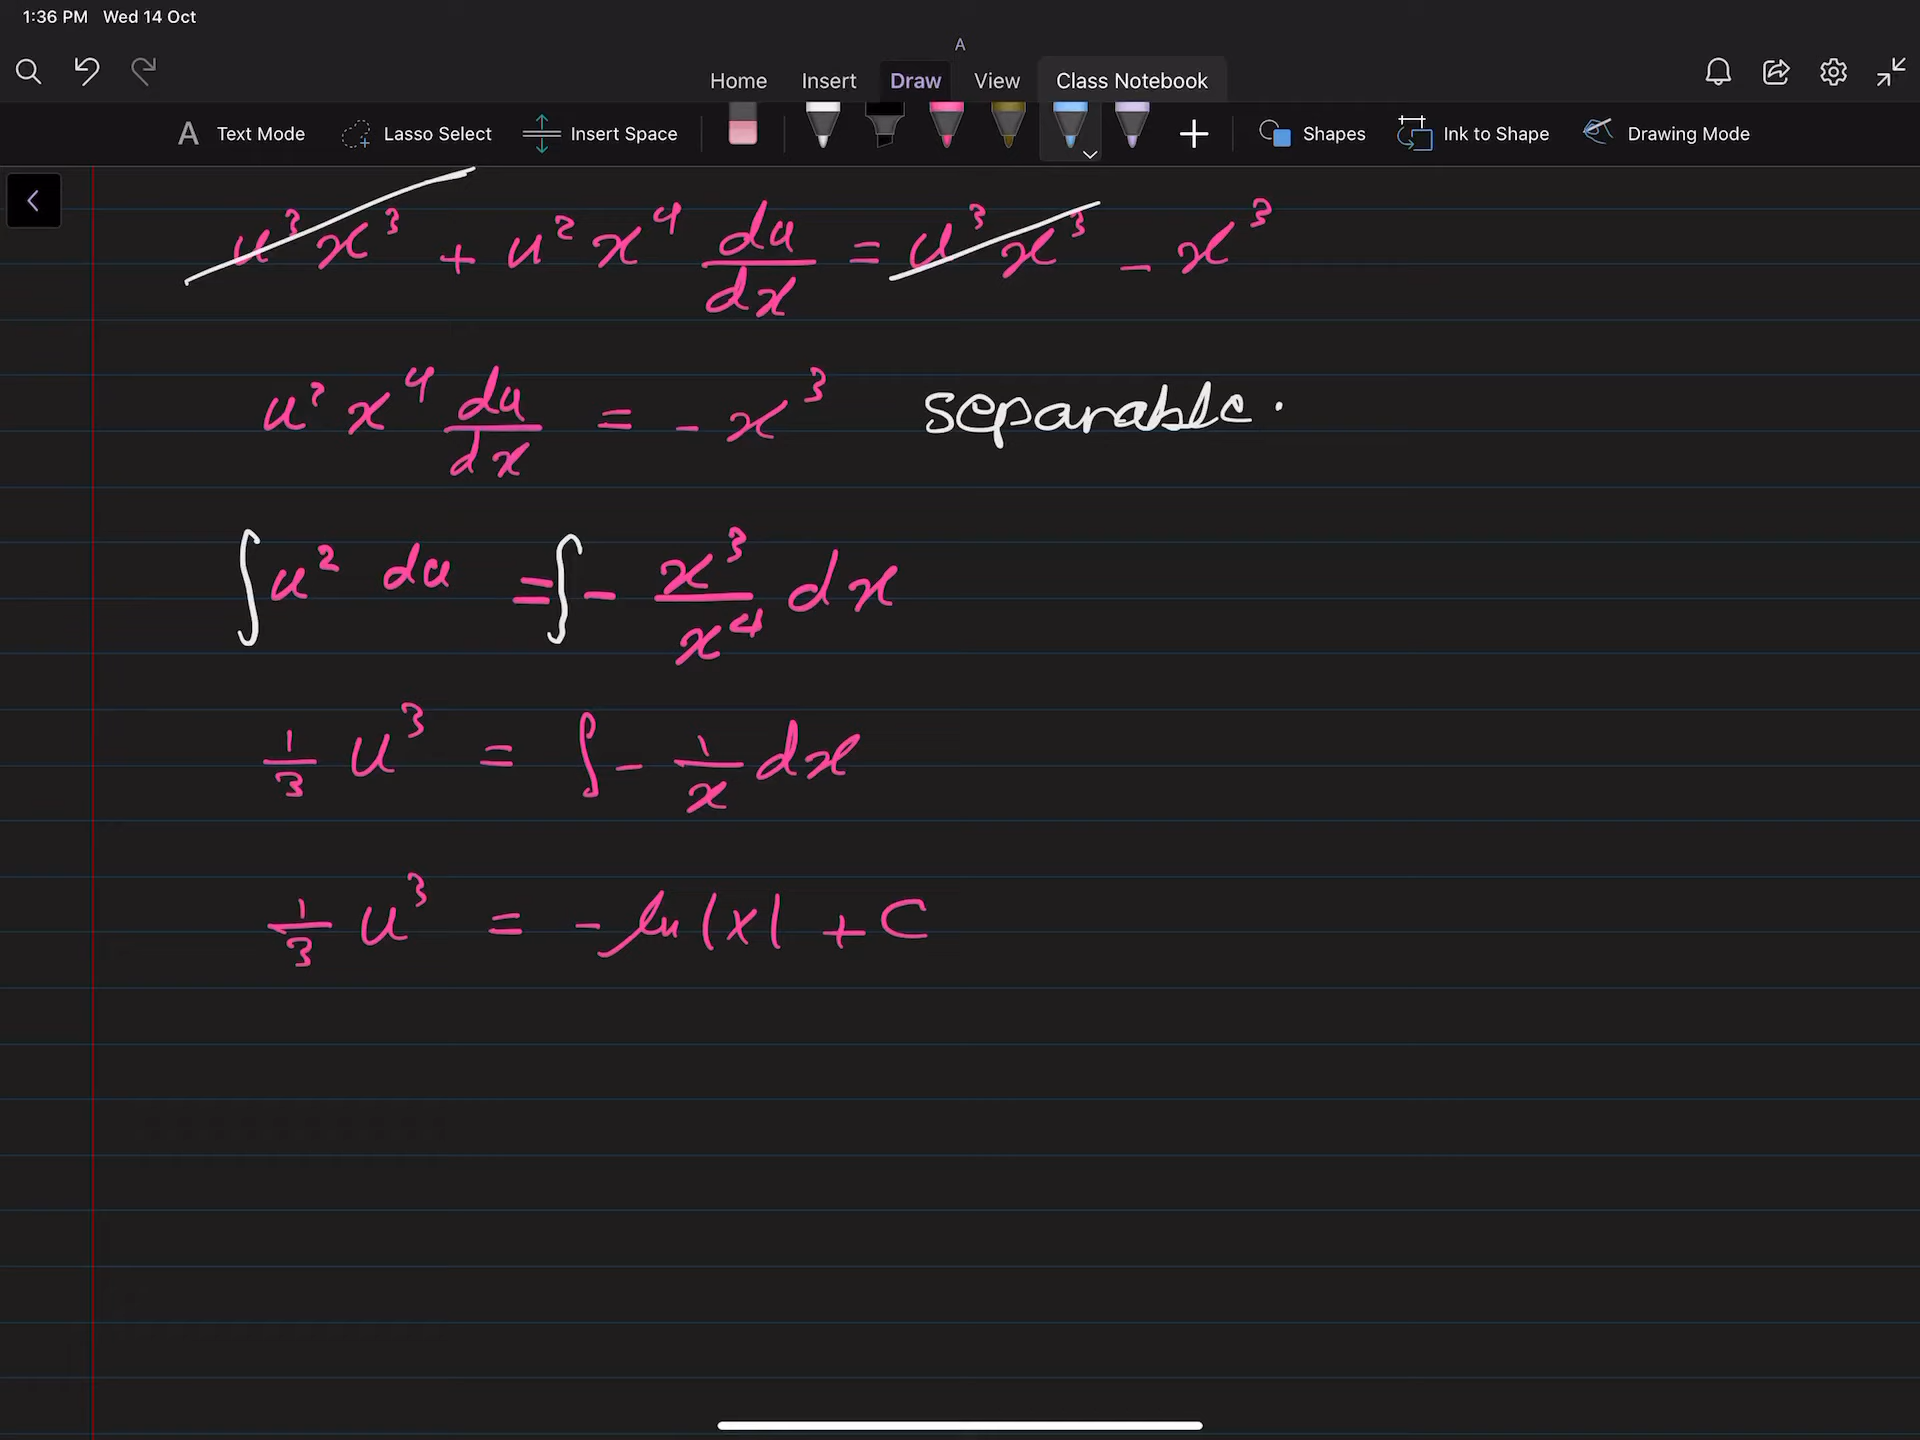 1:36 PM Wed 14 Oct
A
Home Insert Draw View Class Notebook
A Text Mode Lasso Select Insert Space Shapes Ink to Shape Drawing Mode
u³x³ + u²x⁴ du/dx = u³x³ - x³
u²x⁴ du/dx = - x³ separable.
∫u² du = ∫ - x³/x⁴ dx
1/3 u³ = ∫ - 1/x dx
1/3 u³ = - ln|x| + C